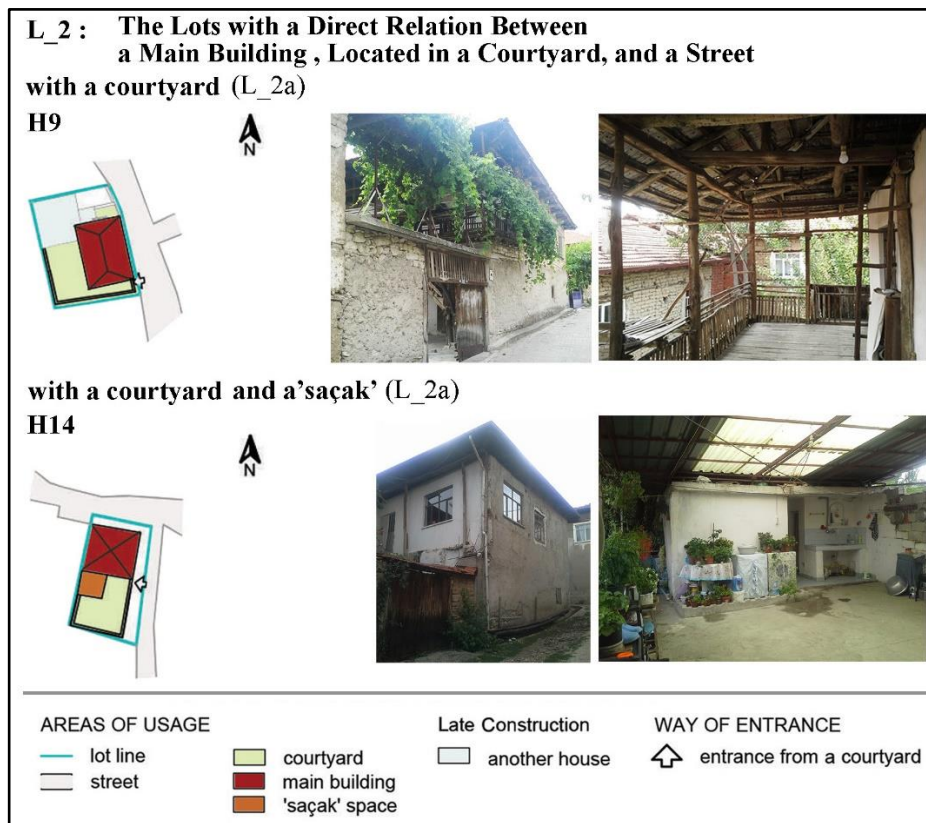 L_2 : The Lots with a Direct Relation Between
a Main Building , Located in a Courtyard, and a Street
with a courtyard (L_2a)
H9
N
with a courtyard and a'saçak' (L_2a)
H14
N
AREAS OF USAGE
lot line
street
courtyard
main building
'saçak' space
Late Construction
another house
WAY OF ENTRANCE
entrance from a courtyard